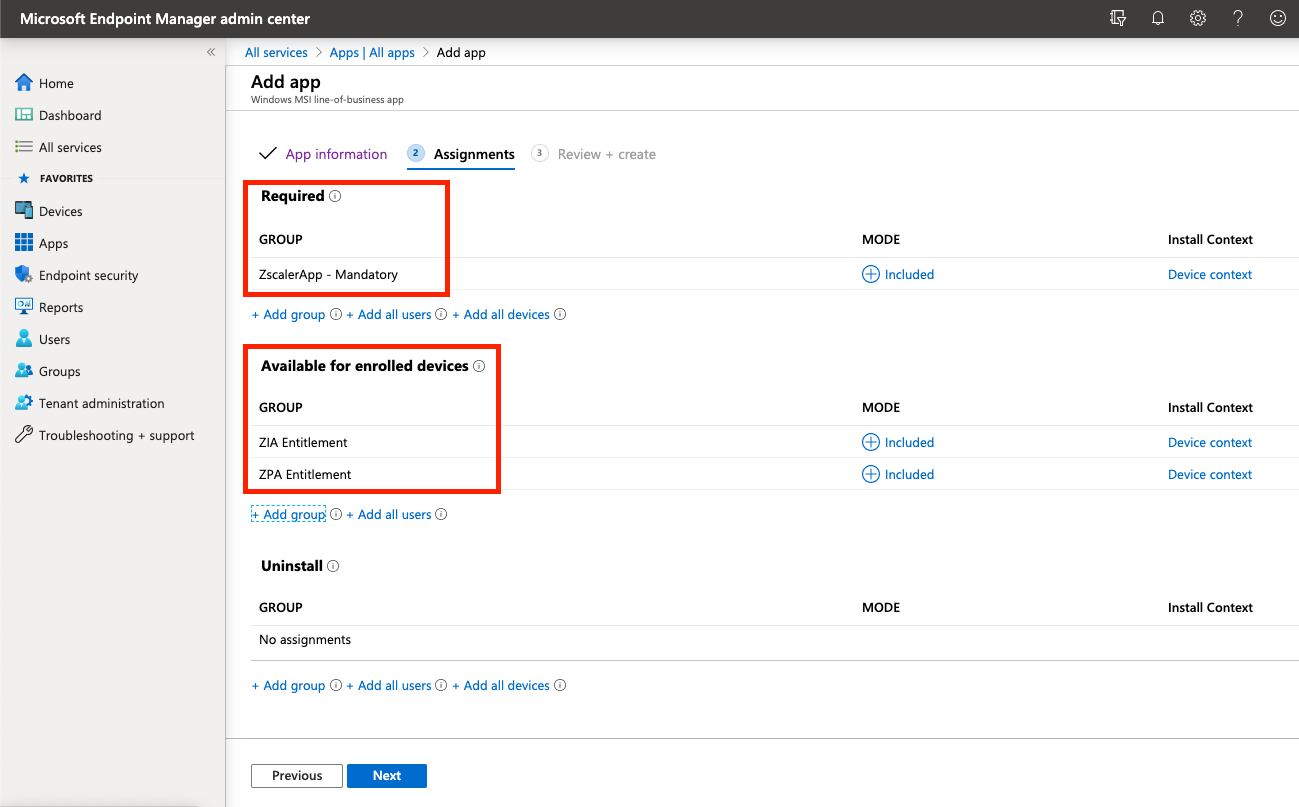 Microsoft Endpoint Manager admin center
«
Home
Dashboard
All services
FAVORITES
Devices
Apps
Endpoint security
Reports
Users
Groups
Tenant administration
Troubleshooting + support
All services > Apps | All apps > Add app
Add app
Windows MSI line-of-business app
App information 2 Assignments 3 Review + create
Required
GROUP MODE Install Context
ZscalerApp - Mandatory Included Device context
+ Add group + Add all users + Add all devices
Available for enrolled devices
GROUP MODE Install Context
ZIA Entitlement Included Device context
ZPA Entitlement Included Device context
+ Add group + Add all users
Uninstall
GROUP MODE Install Context
No assignments
+ Add group + Add all users + Add all devices
Previous Next